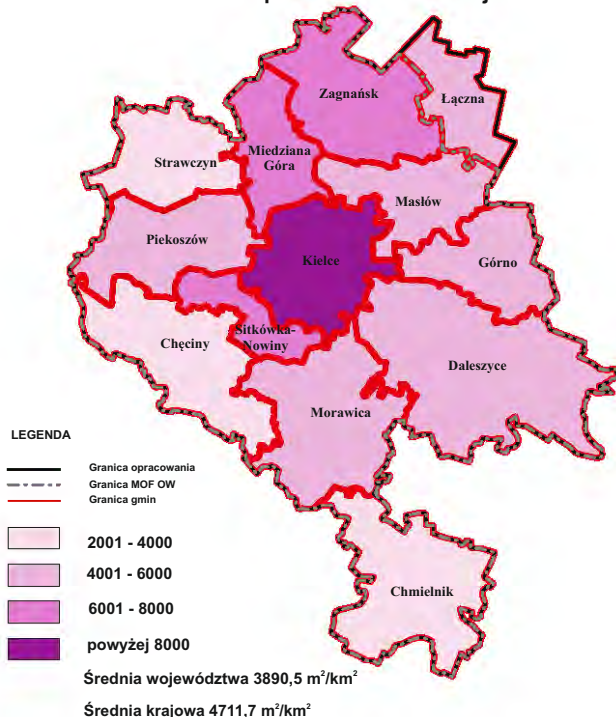 Zagnańsk
Łączna
Strawczyn
Miedziana
Góra
Masłów
Piekoszów
Kielce
Górno
Sitkówka-
Nowiny
Chęciny
Daleszyce
Morawica
Chmielnik
LEGENDA
Granica opracowania
Granica MOF OW
Granica gmin
2001 - 4000
4001 - 6000
6001 - 8000
powyżej 8000
Średnia województwa 3890,5 m²/km²
Średnia krajowa 4711,7 m²/km²